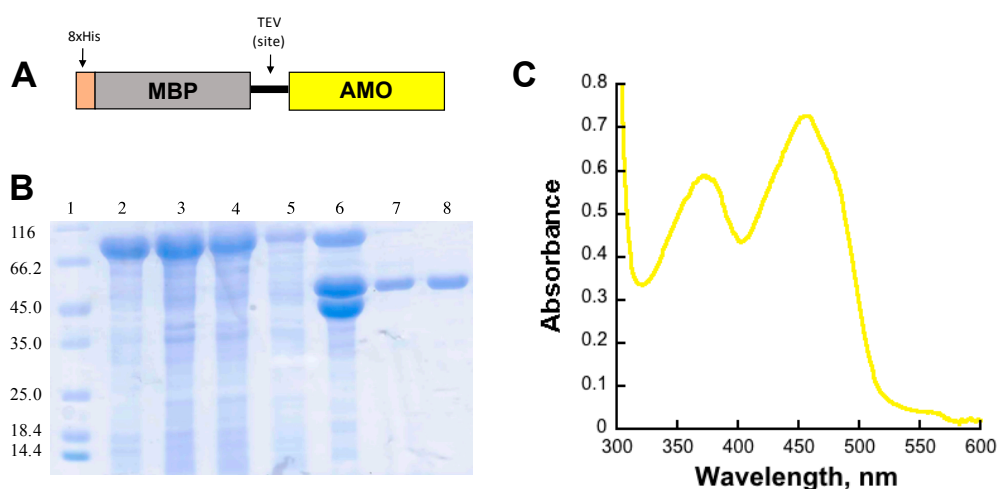 A
8xHis
TEV
(site)
MBP
AMO
B
1 2 3 4 5 6 7 8
116
66.2
45.0
35.0
25.0
18.4
14.4
C
Absorbance
0.8
0.7
0.6
0.5
0.4
0.3
0.2
0.1
0
300 350 400 450 500 550 600
Wavelength, nm